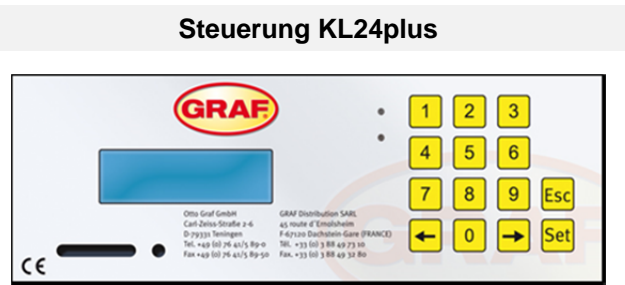 Steuerung KL24plus
GRAF
1 2 3
4 5 6
7 8 9 Esc
← 0 → Set
Otto Graf GmbH
Carl-Zeiss-Straße 2-6
D-79331 Teningen
Tel. +49 (0) 76 41/5 89-0
Fax +49 (0) 76 41/5 89-50
GRAF Distribution SARL
45 route d'Ernolsheim
F-67120 Dachstein-Gare (FRANCE)
Tél. +33 (0) 3 88 49 73 10
Fax. +33 (0) 3 88 49 32 80
CE